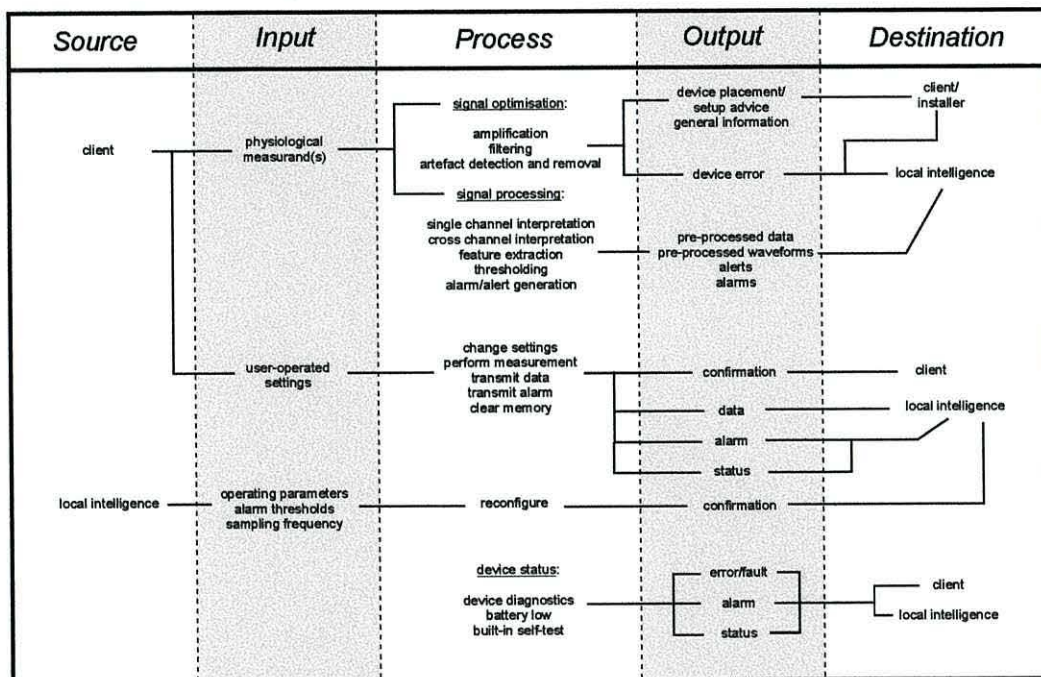 Source
Input
Process
Output
Destination
client
physiological
measurand(s)
signal optimisation:
amplification
filtering
artefact detection and removal
signal processing:
single channel interpretation
cross channel interpretation
feature extraction
thresholding
alarm/alert generation
device placement/
setup advice
general information
device error
pre-processed data
pre-processed waveforms
alerts
alarms
client/
installer
local intelligence
user-operated
settings
change settings
perform measurement
transmit data
transmit alarm
clear memory
confirmation
data
alarm
status
client
local intelligence
local intelligence
operating parameters
alarm thresholds
sampling frequency
reconfigure
confirmation
device status:
device diagnostics
battery low
built-in self-test
error/fault
alarm
status
client
local intelligence